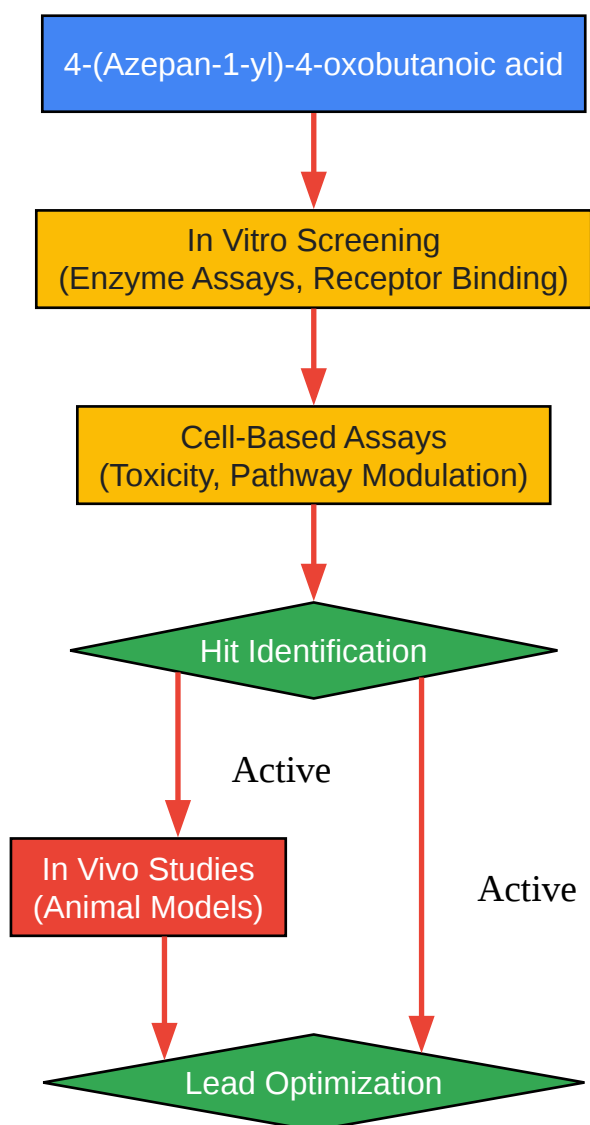 4-(Azepan-1-yl)-4-oxobutanoic acid
In Vitro Screening
(Enzyme Assays, Receptor Binding)
Cell-Based Assays
(Toxicity, Pathway Modulation)
Hit Identification
Active
In Vivo Studies
(Animal Models)
Active
Lead Optimization